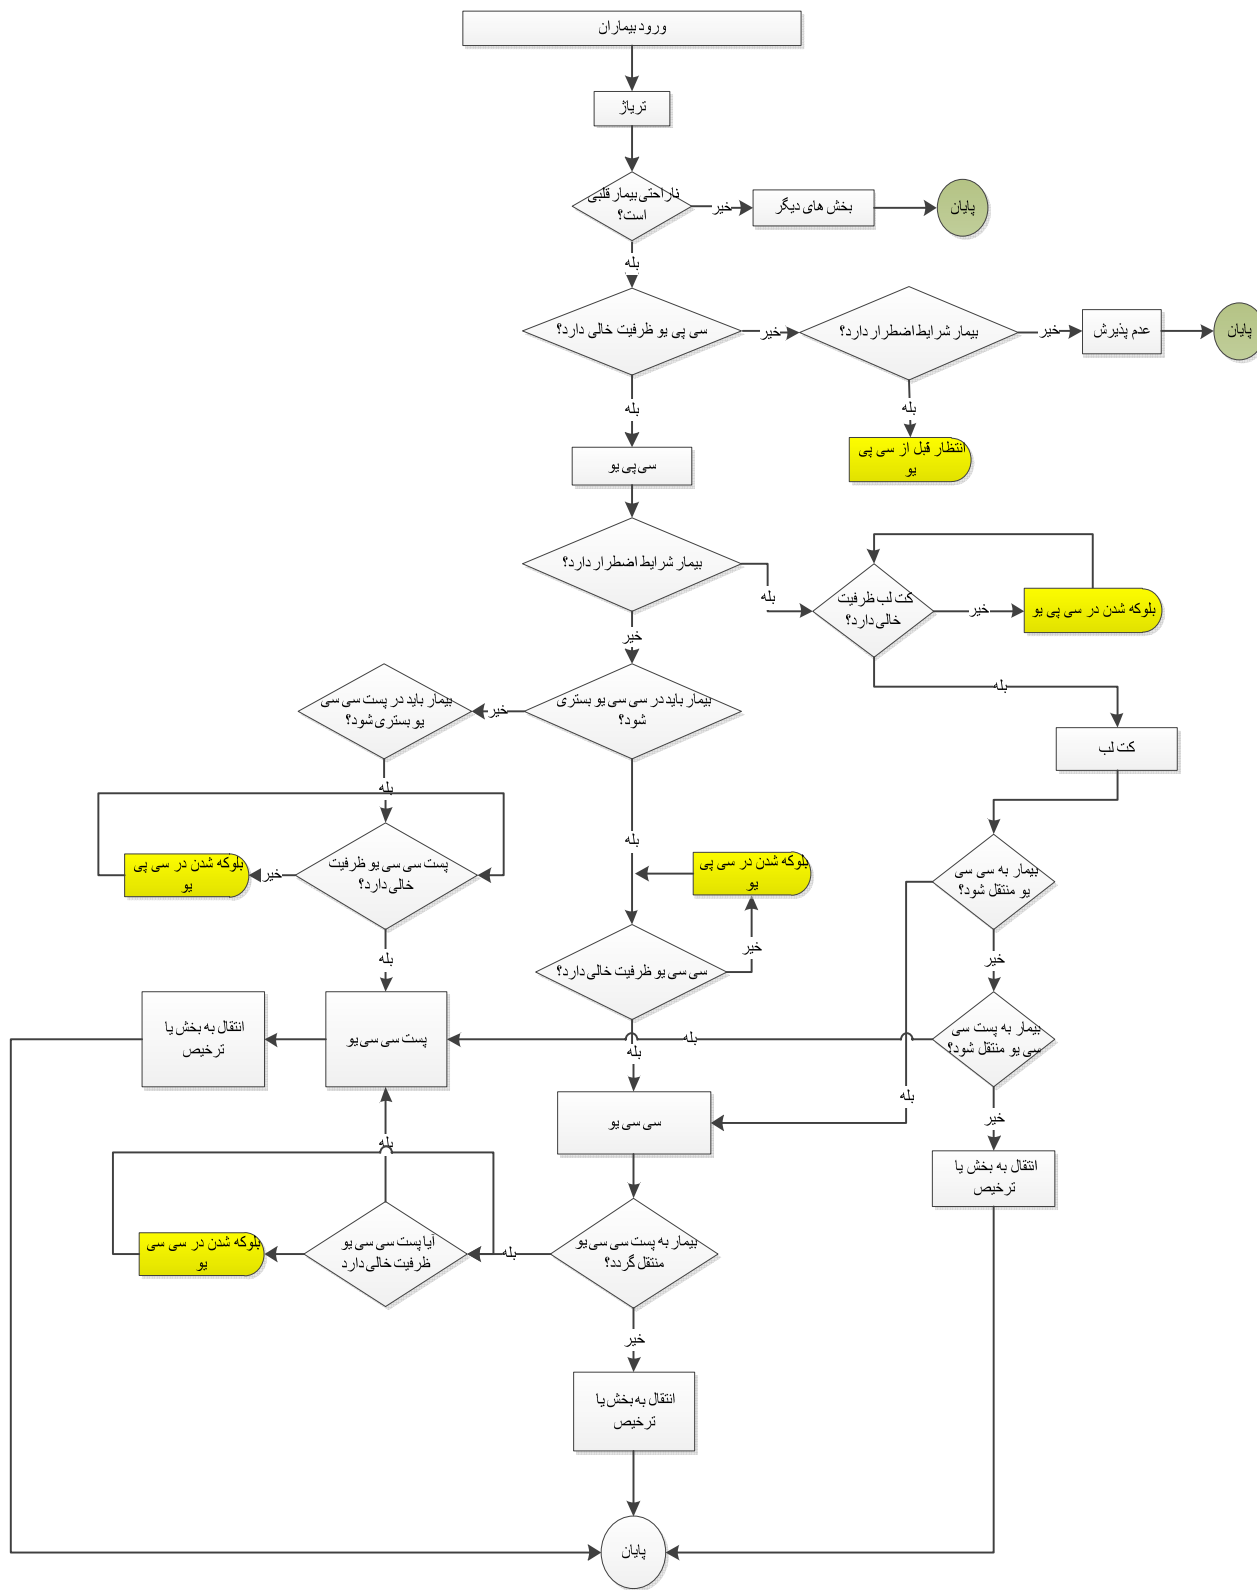 ورود بیماران
تریاژ
ناراحتی بیمار قلبی
است؟
خیر
بخش های دیگر
پایان
بله
سی پی یو ظرفیت خالی دارد؟
خیر
بیمار شرایط اضطرار دارد؟
خیر
عدم پذیرش
پایان
بله
بله
انتظار قبل از سی پی
یو
سی پی یو
بیمار شرایط اضطرار دارد؟
بله
کت لب ظرفیت
خالی دارد؟
خیر
بلوکه شدن در سی پی یو
خیر
بله
بیمار باید در سی سی یو بستری
شود؟
خیر
بیمار باید در پست سی سی
یو بستری شود؟
کت لب
بله
بله
پست سی سی یو ظرفیت
خالی دارد؟
خیر
بلوکه شدن در سی پی
یو
بلوکه شدن در سی پی
یو
بیمار به سی سی
یو منتقل شود؟
خیر
خیر
بله
سی سی یو ظرفیت خالی دارد؟
بیمار به پست سی
سی یو منتقل شود؟
بله
پست سی سی یو
انتقال به بخش یا
ترخیص
بله
بله
خیر
سی سی یو
بله
انتقال به بخش یا
ترخیص
بیمار به پست سی سی یو
منتقل گردد؟
بله
آیا پست سی سی یو
ظرفیت خالی دارد
بلوکه شدن در سی سی
یو
خیر
انتقال به بخش یا
ترخیص
پایان